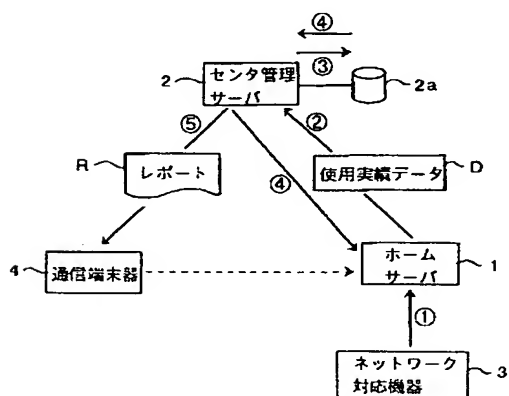 ④
③
2
センタ管理
サーバ
2a
⑤
②
R
レポート
④
使用実績データ
D
4
通信端末器
ホーム
サーバ
1
①
ネットワーク
対応機器
3